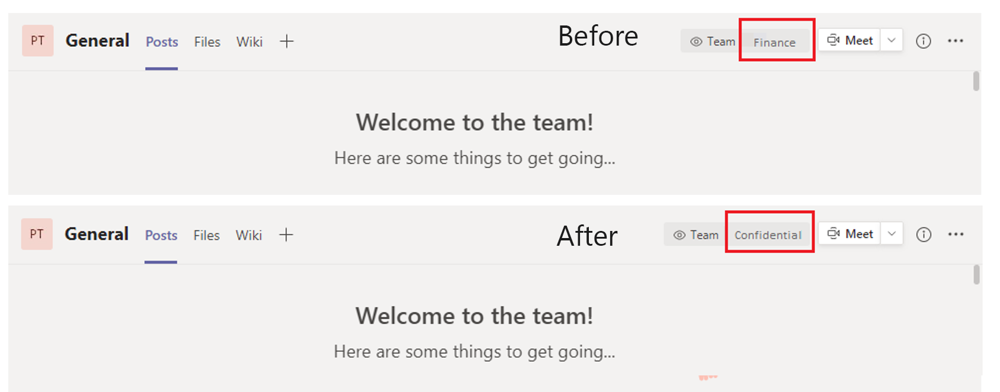 PT General Posts Files Wiki Before Team Finance Meet
Welcome to the team!
Here are some things to get going...
PT General Posts Files Wiki After Team Confidential Meet
Welcome to the team!
Here are some things to get going...